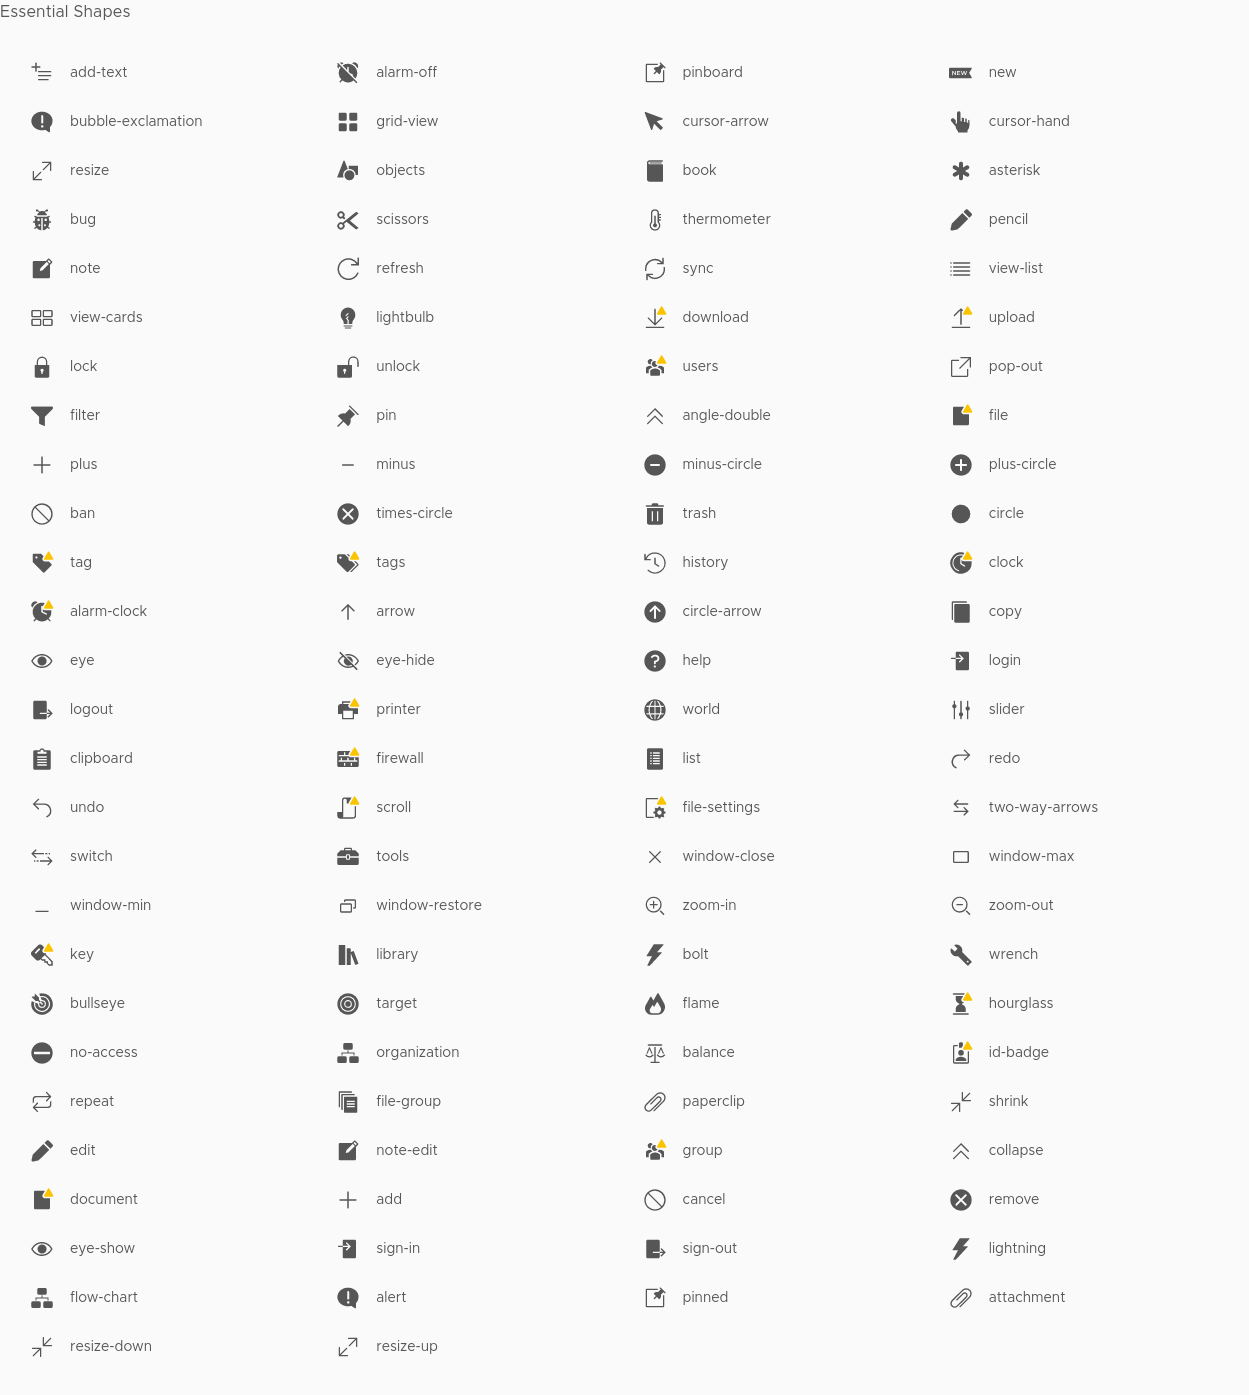 Essential Shapes
add-text alarm-off pinboard NEW new
bubble-exclamation grid-view cursor-arrow cursor-hand
resize objects book asterisk
bug scissors thermometer pencil
note refresh sync view-list
view-cards lightbulb download upload
lock unlock users pop-out
filter pin angle-double file
plus minus minus-circle plus-circle
ban times-circle trash circle
tag tags history clock
alarm-clock arrow circle-arrow copy
eye eye-hide help login
logout printer world slider
clipboard firewall list redo
undo scroll file-settings two-way-arrows
switch tools window-close window-max
window-min window-restore zoom-in zoom-out
key library bolt wrench
bullseye target flame hourglass
no-access organization balance id-badge
repeat file-group paperclip shrink
edit note-edit group collapse
document add cancel remove
eye-show sign-in sign-out lightning
flow-chart alert pinned attachment
resize-down resize-up